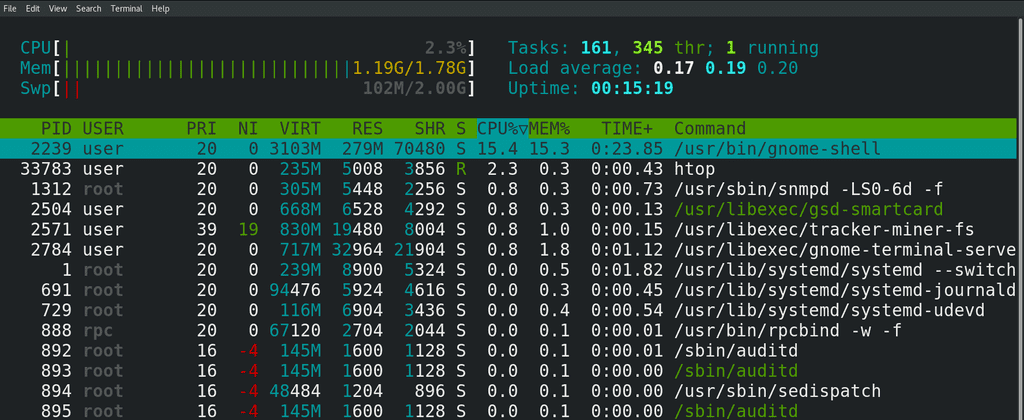 File Edit View Search Terminal Help
CPU[| 2.3%] Tasks: 161, 345 thr; 1 running
Mem[||||||||||||||||||||||||||||1.19G/1.78G] Load average: 0.17 0.19 0.20
Swp[|| 102M/2.00G] Uptime: 00:15:19
PID USER PRI NI VIRT RES SHR S CPU%▽MEM% TIME+ Command
2239 user 20 0 3103M 279M 70480 S 15.4 15.3 0:23.85 /usr/bin/gnome-shell
33783 user 20 0 235M 5008 3856 R 2.3 0.3 0:00.43 htop
1312 root 20 0 305M 5448 2256 S 0.8 0.3 0:00.73 /usr/sbin/snmpd -LS0-6d -f
2504 user 20 0 668M 6528 4292 S 0.8 0.3 0:00.13 /usr/libexec/gsd-smartcard
2571 user 39 19 830M 19480 8004 S 0.8 1.0 0:00.15 /usr/libexec/tracker-miner-fs
2784 user 20 0 717M 32964 21904 S 0.8 1.8 0:01.12 /usr/libexec/gnome-terminal-serve
1 root 20 0 239M 8900 5324 S 0.0 0.5 0:01.82 /usr/lib/systemd/systemd --switch
691 root 20 0 94476 5924 4616 S 0.0 0.3 0:00.45 /usr/lib/systemd/systemd-journald
729 root 20 0 116M 6904 3436 S 0.0 0.4 0:00.54 /usr/lib/systemd/systemd-udevd
888 rpc 20 0 67120 2704 2044 S 0.0 0.1 0:00.01 /usr/bin/rpcbind -w -f
892 root 16 -4 145M 1600 1128 S 0.0 0.1 0:00.01 /sbin/auditd
893 root 16 -4 145M 1600 1128 S 0.0 0.1 0:00.00 /sbin/auditd
894 root 16 -4 48484 1204 896 S 0.0 0.1 0:00.00 /usr/sbin/sedispatch
895 root 16 -4 145M 1600 1128 S 0.0 0.1 0:00.00 /sbin/auditd